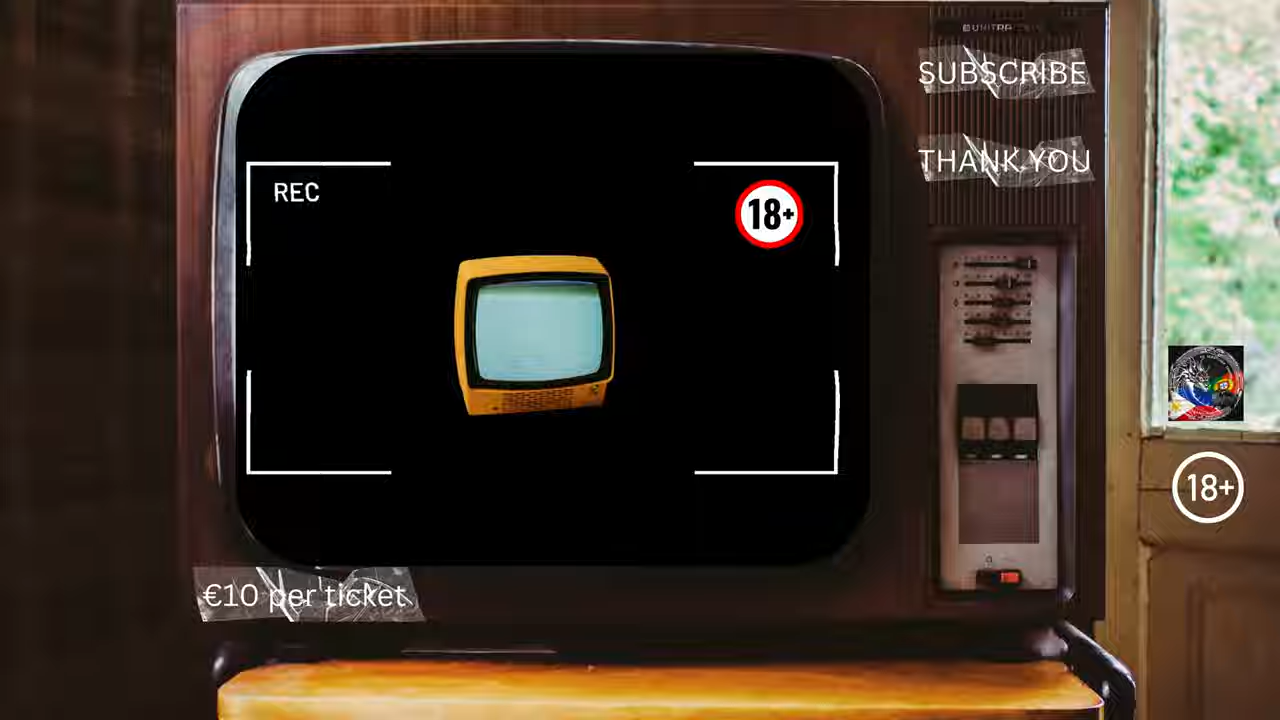 SUBSCRIBE
THANK YOU
REC
18+
18+
€10 per ticket